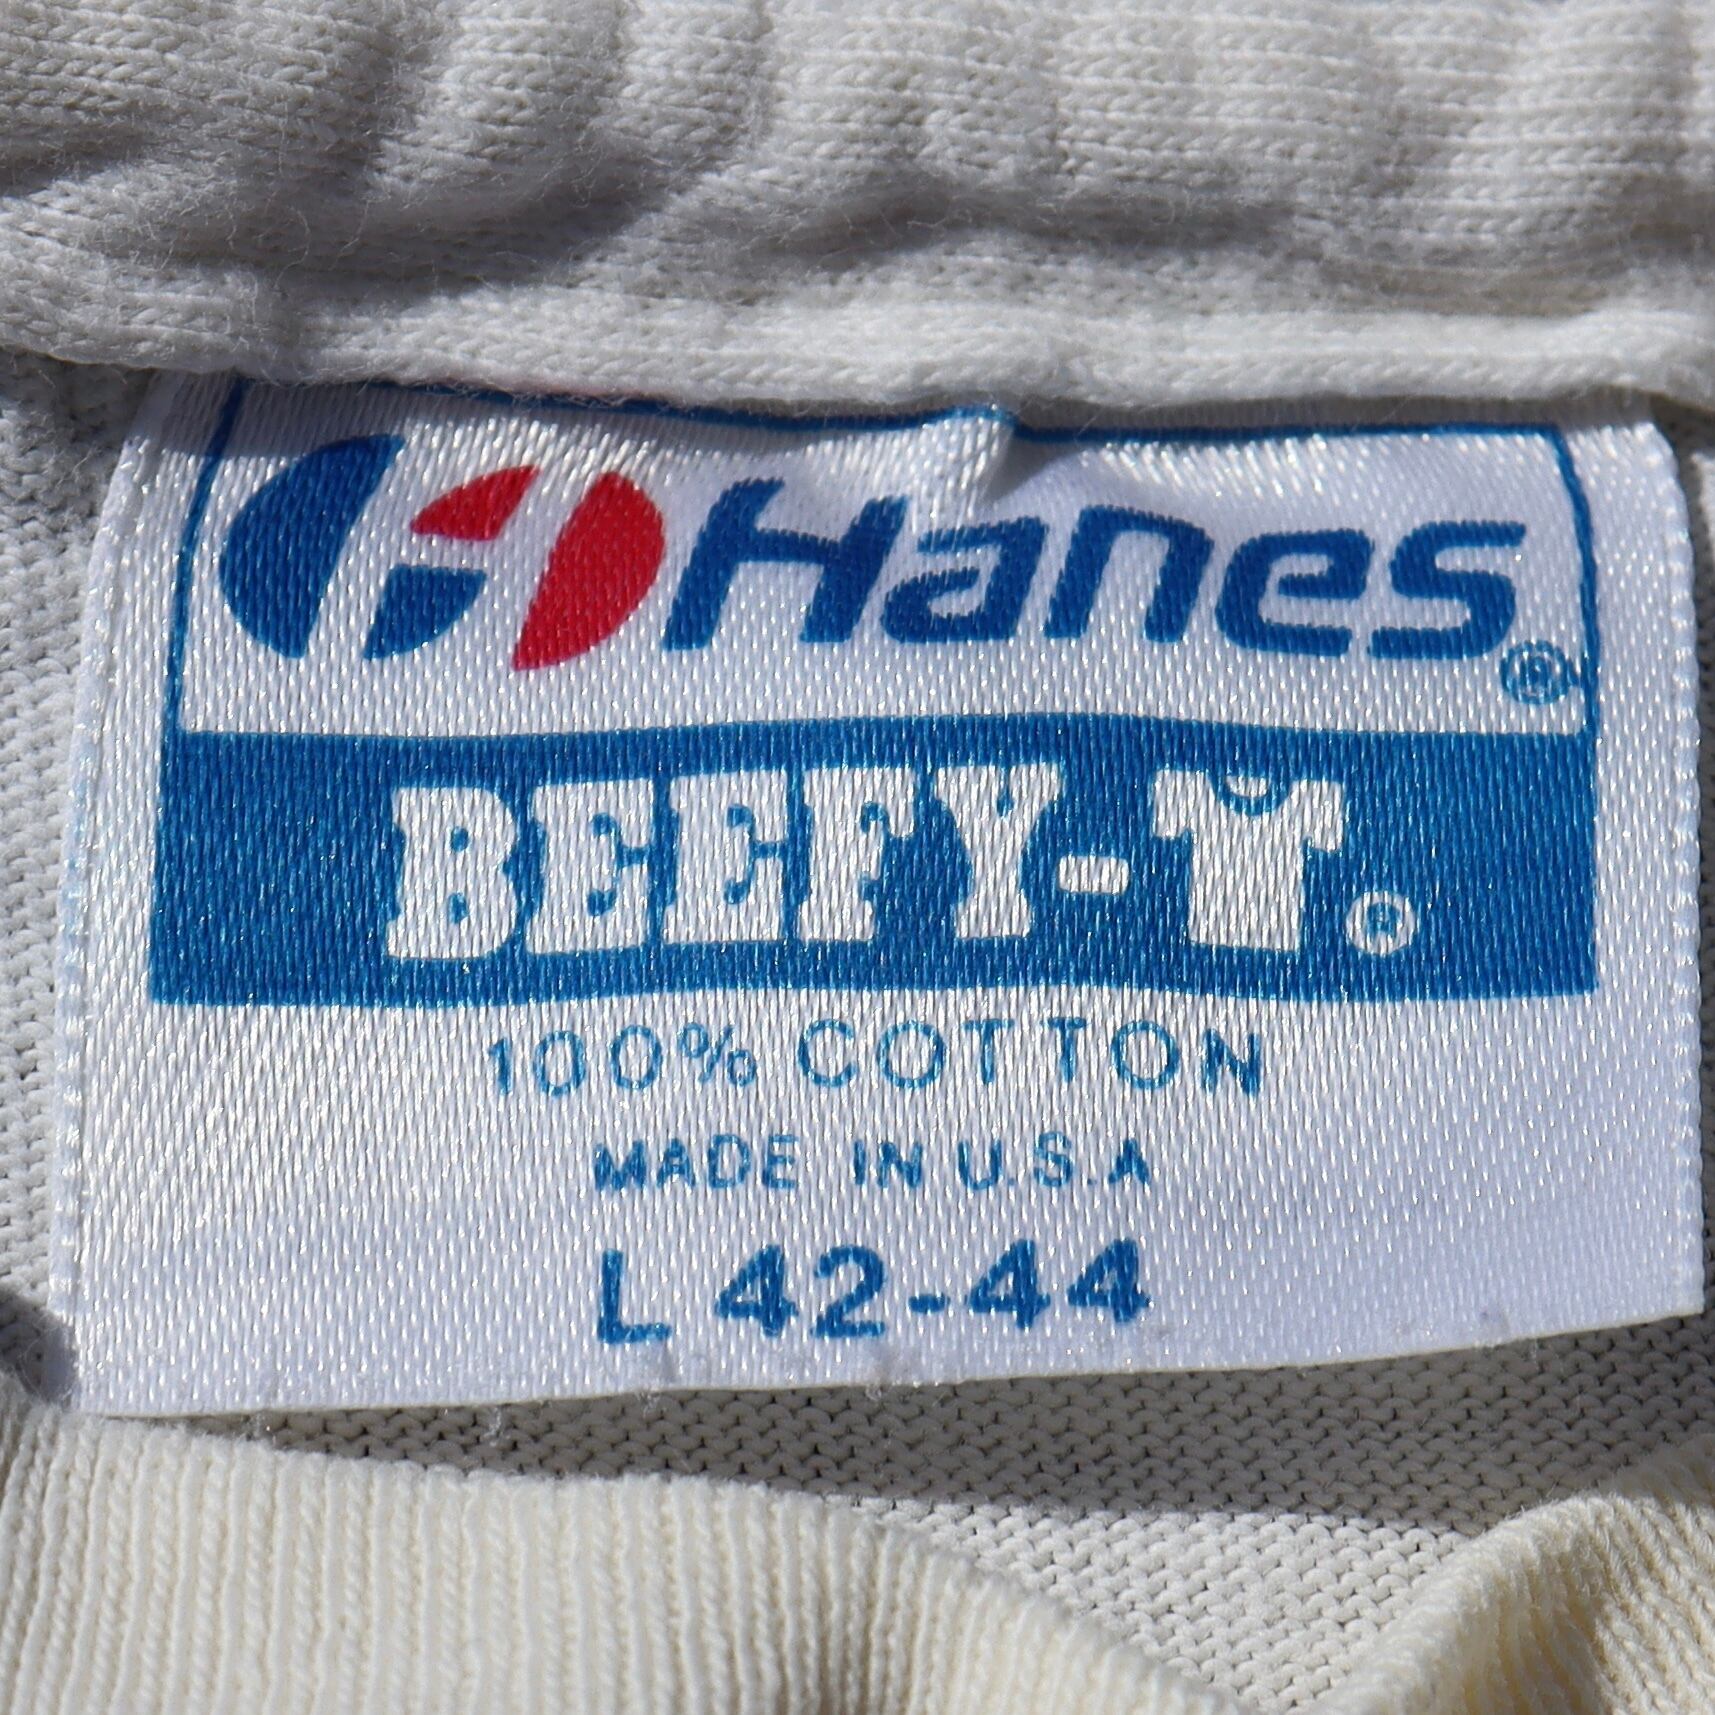 Hanes®
BEEFY-T®
100% COTTON
MADE IN U.S.A
L 42-44